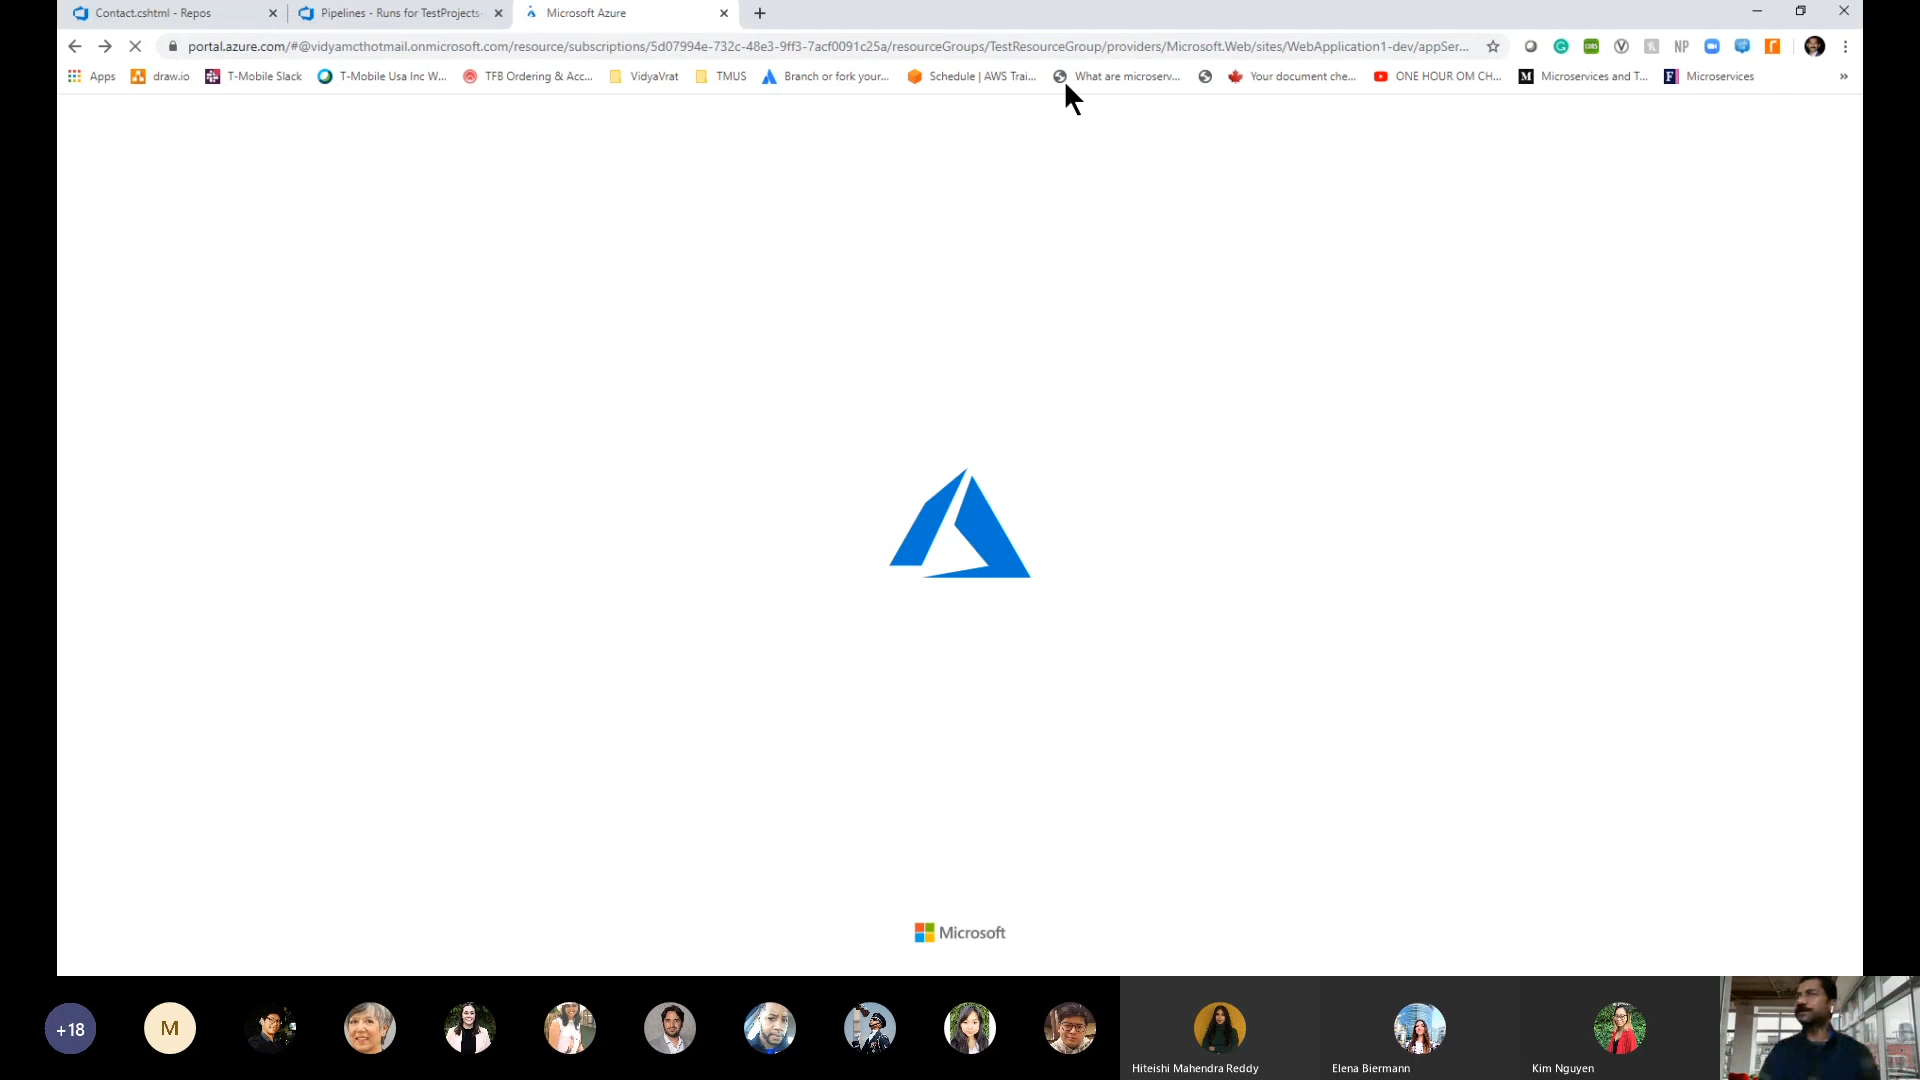 Contact.cshtml - Repos
Pipelines - Runs for TestProjects-
Microsoft Azure
portal.azure.com/#@vidyamcthotmail.onmicrosoft.com/resource/subscriptions/5d07994e-732c-48e3-9ff3-7acf0091c25a/resourceGroups/TestResourceGroup/providers/Microsoft.Web/sites/WebApplication1-dev/appSer...
NP
Apps
draw.io
T-Mobile Slack
T-Mobile Usa Inc W...
TFB Ordering & Acc...
VidyaVrat
TMUS
Branch or fork your...
Schedule | AWS Trai...
What are microserv...
Your document che...
ONE HOUR OM CH...
M Microservices and T...
F Microservices
Microsoft
+18
M
Hiteishi Mahendra Reddy
Elena Biermann
Kim Nguyen